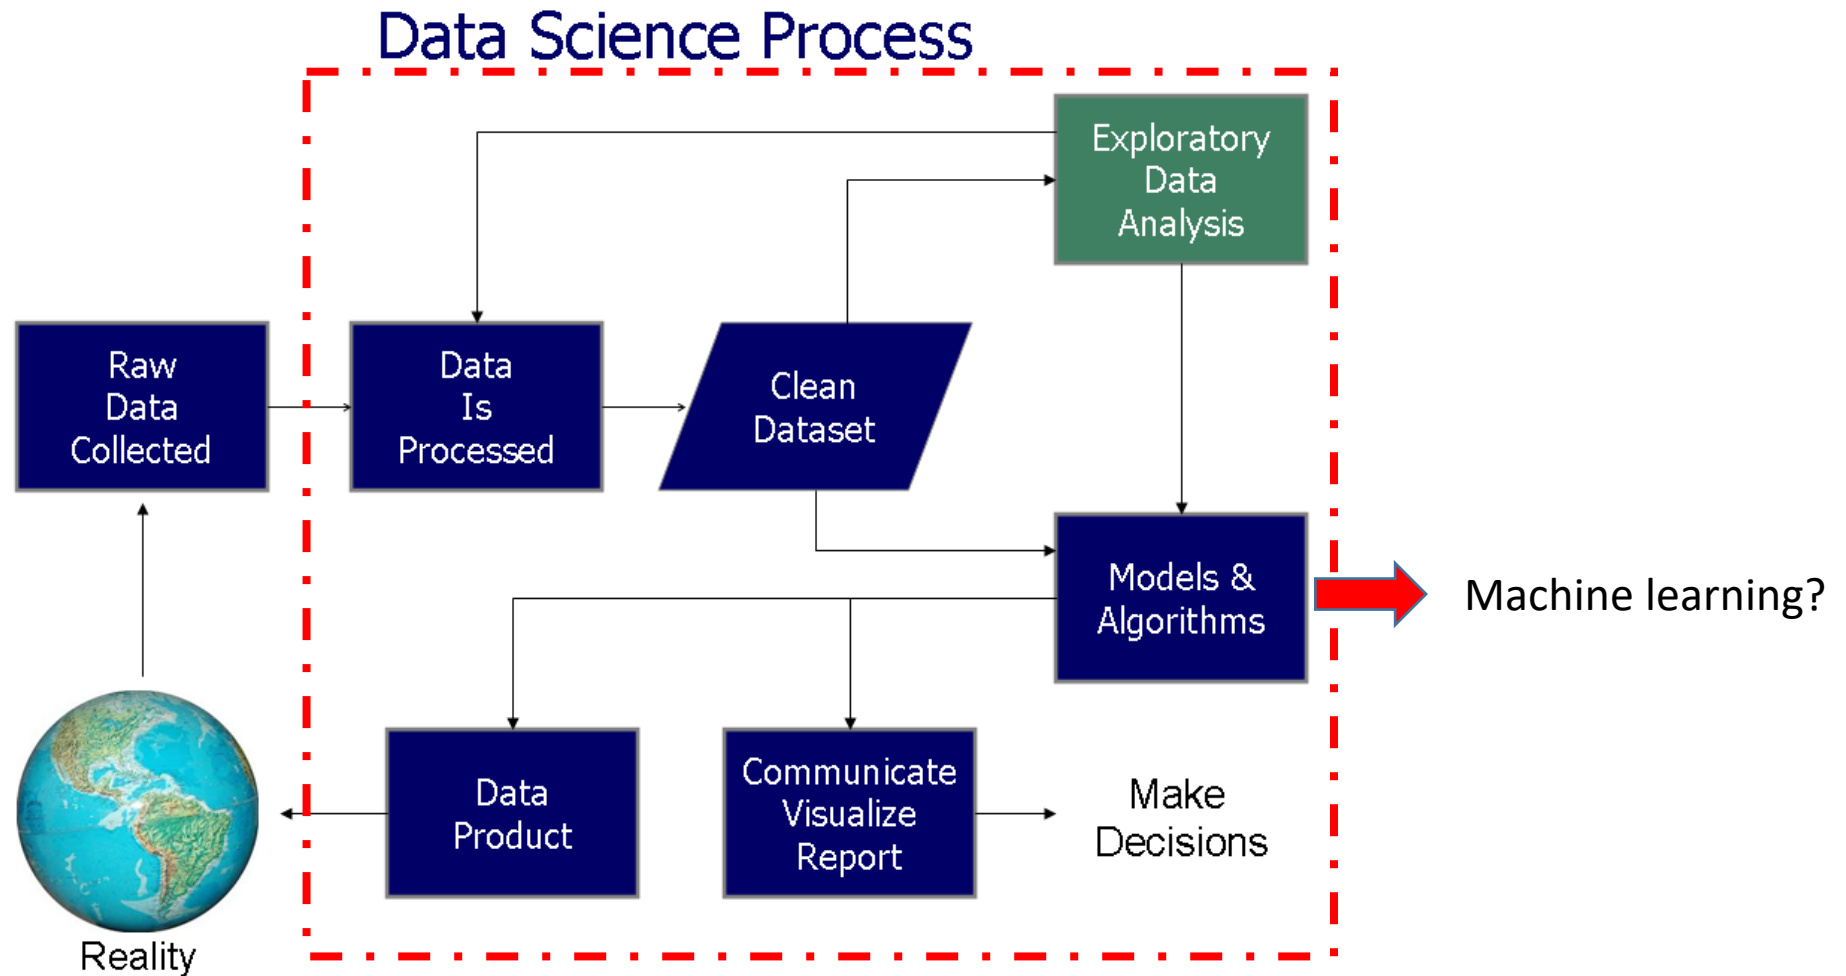 Data Science Process
Exploratory
Data
Analysis
Raw
Data
Collected
Data
Is
Processed
Clean
Dataset
Models &
Algorithms
Machine learning?
Data
Product
Communicate
Visualize
Report
Make
Decisions
Reality